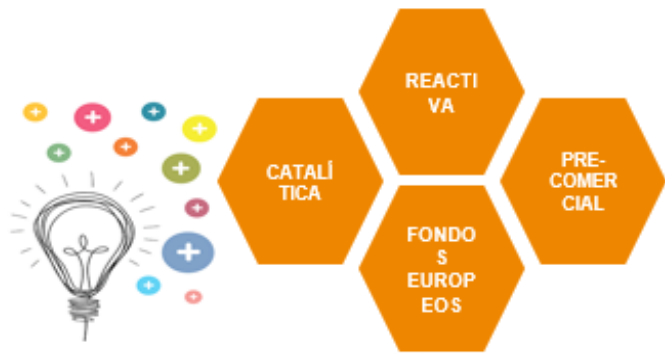 REACTI
VA
CATALÍ
TICA
PRE-
COMER
CIAL
FONDO
S
EUROP
EOS